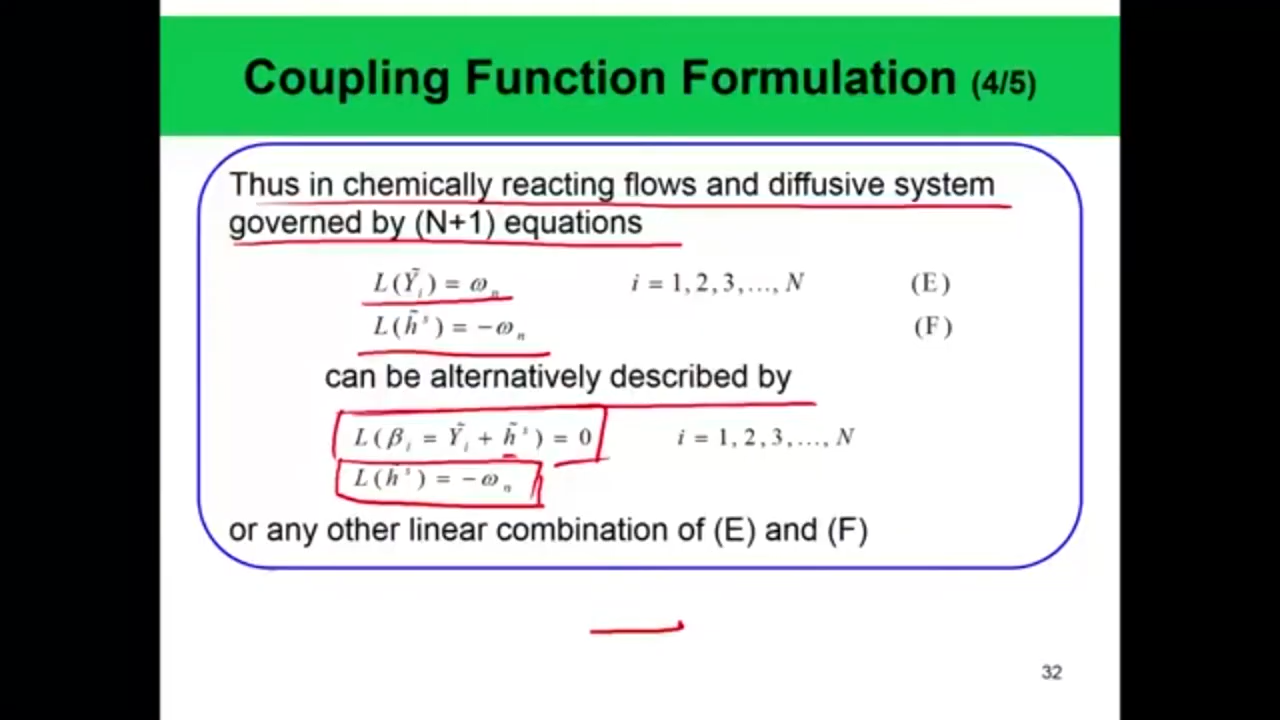 Coupling Function Formulation (4/5)
Thus in chemically reacting flows and diffusive system
governed by (N+1) equations
L(Ỹ_i) = ω_n i = 1, 2, 3, ..., N (E)
L(h̃^s) = −ω_n (F)
can be alternatively described by
L(β_i = Ỹ_i + h̃^s) = 0 i = 1, 2, 3, ..., N
L(h̃^s) = −ω_n
or any other linear combination of (E) and (F)
32